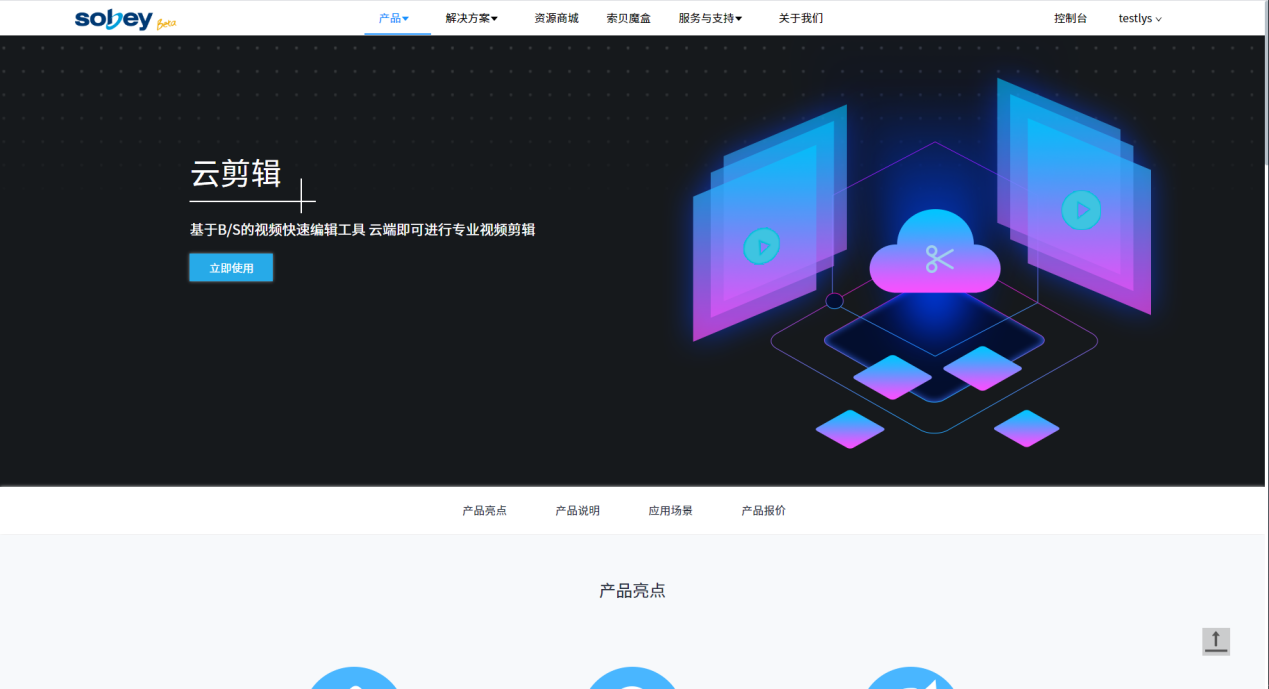 sobey Beta 产品 解决方案 资源商城 索贝魔盒 服务与支持 关于我们 控制台 testlys
云剪辑
基于B/S的视频快速编辑工具 云端即可进行专业视频剪辑
立即使用
产品亮点 产品说明 应用场景 产品报价
产品亮点